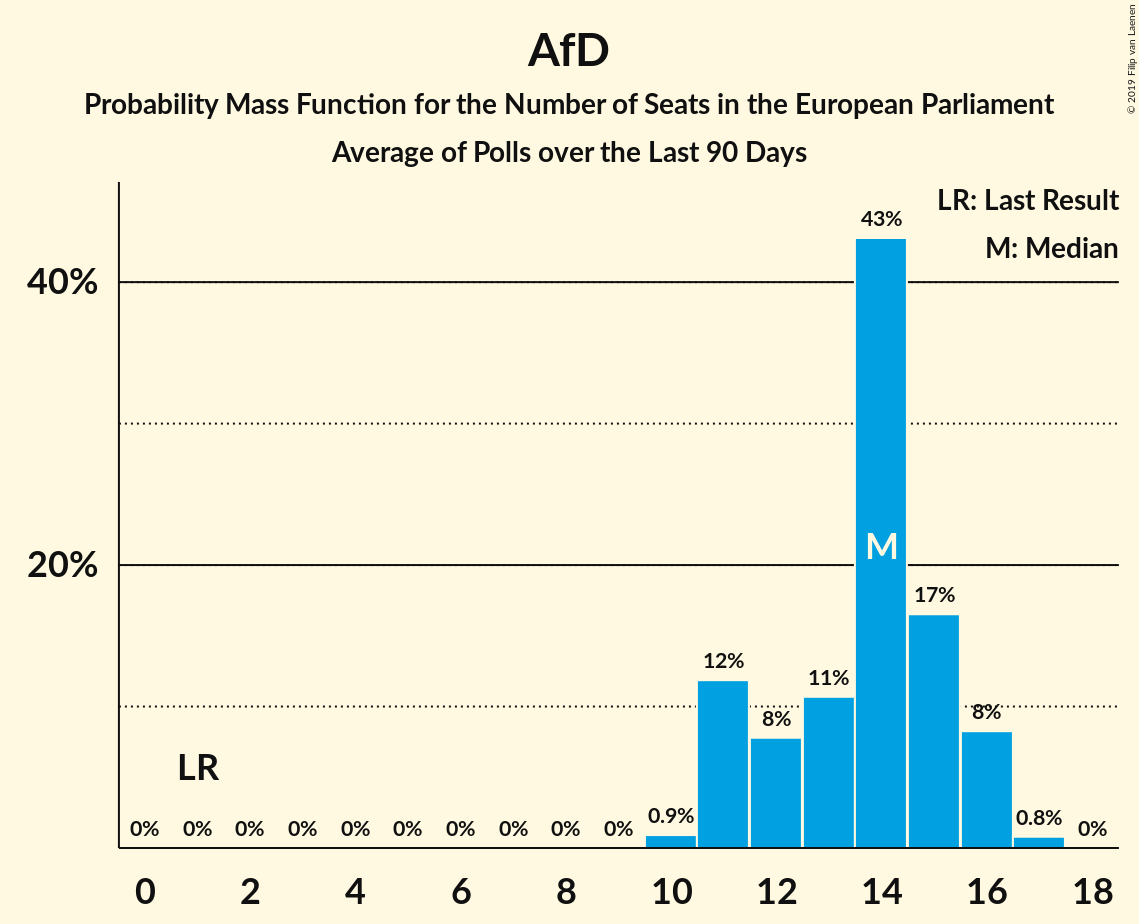 AfD
Probability Mass Function for the Number of Seats in the European Parliament
Average of Polls over the Last 90 Days
© 2019 Filip van Laenen
LR: Last Result
M: Median
43%
40%
M
20%
17%
12%
11%
8%
8%
LR
0% 0% 0% 0% 0% 0% 0% 0% 0% 0% 0.9% 0.8% 0%
0 2 4 6 8 10 12 14 16 18